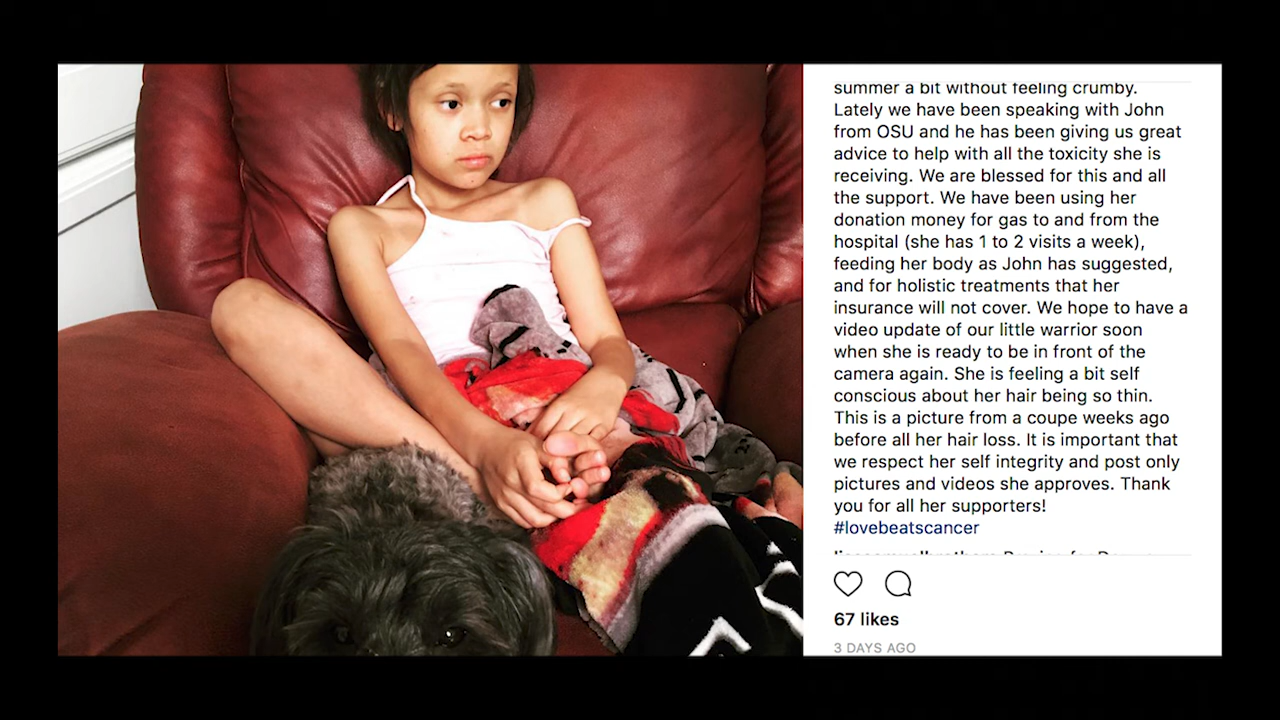 summer a bit without feeling crumby.
Lately we have been speaking with John
from OSU and he has been giving us great
advice to help with all the toxicity she is
receiving. We are blessed for this and all
the support. We have been using her
donation money for gas to and from the
hospital (she has 1 to 2 visits a week),
feeding her body as John has suggested,
and for holistic treatments that her
insurance will not cover. We hope to have a
video update of our little warrior soon
when she is ready to be in front of the
camera again. She is feeling a bit self
conscious about her hair being so thin.
This is a picture from a coupe weeks ago
before all her hair loss. It is important that
we respect her self integrity and post only
pictures and videos she approves. Thank
you for all her supporters!
#lovebeatscancer
67 likes
3 DAYS AGO